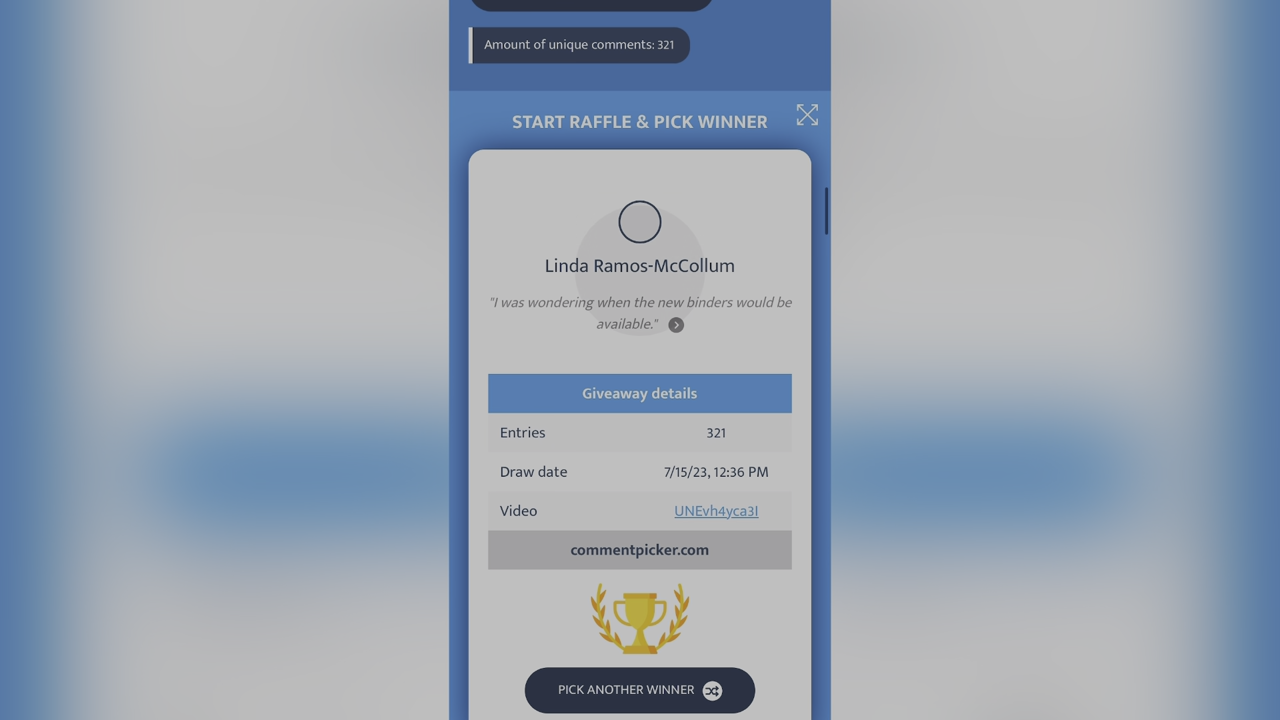 Amount of unique comments: 321
START RAFFLE & PICK WINNER
Linda Ramos-McCollum
"I was wondering when the new binders would be
available."
Giveaway details
Entries 321
Draw date 7/15/23, 12:36 PM
Video UNEvh4yca3I
commentpicker.com
PICK ANOTHER WINNER